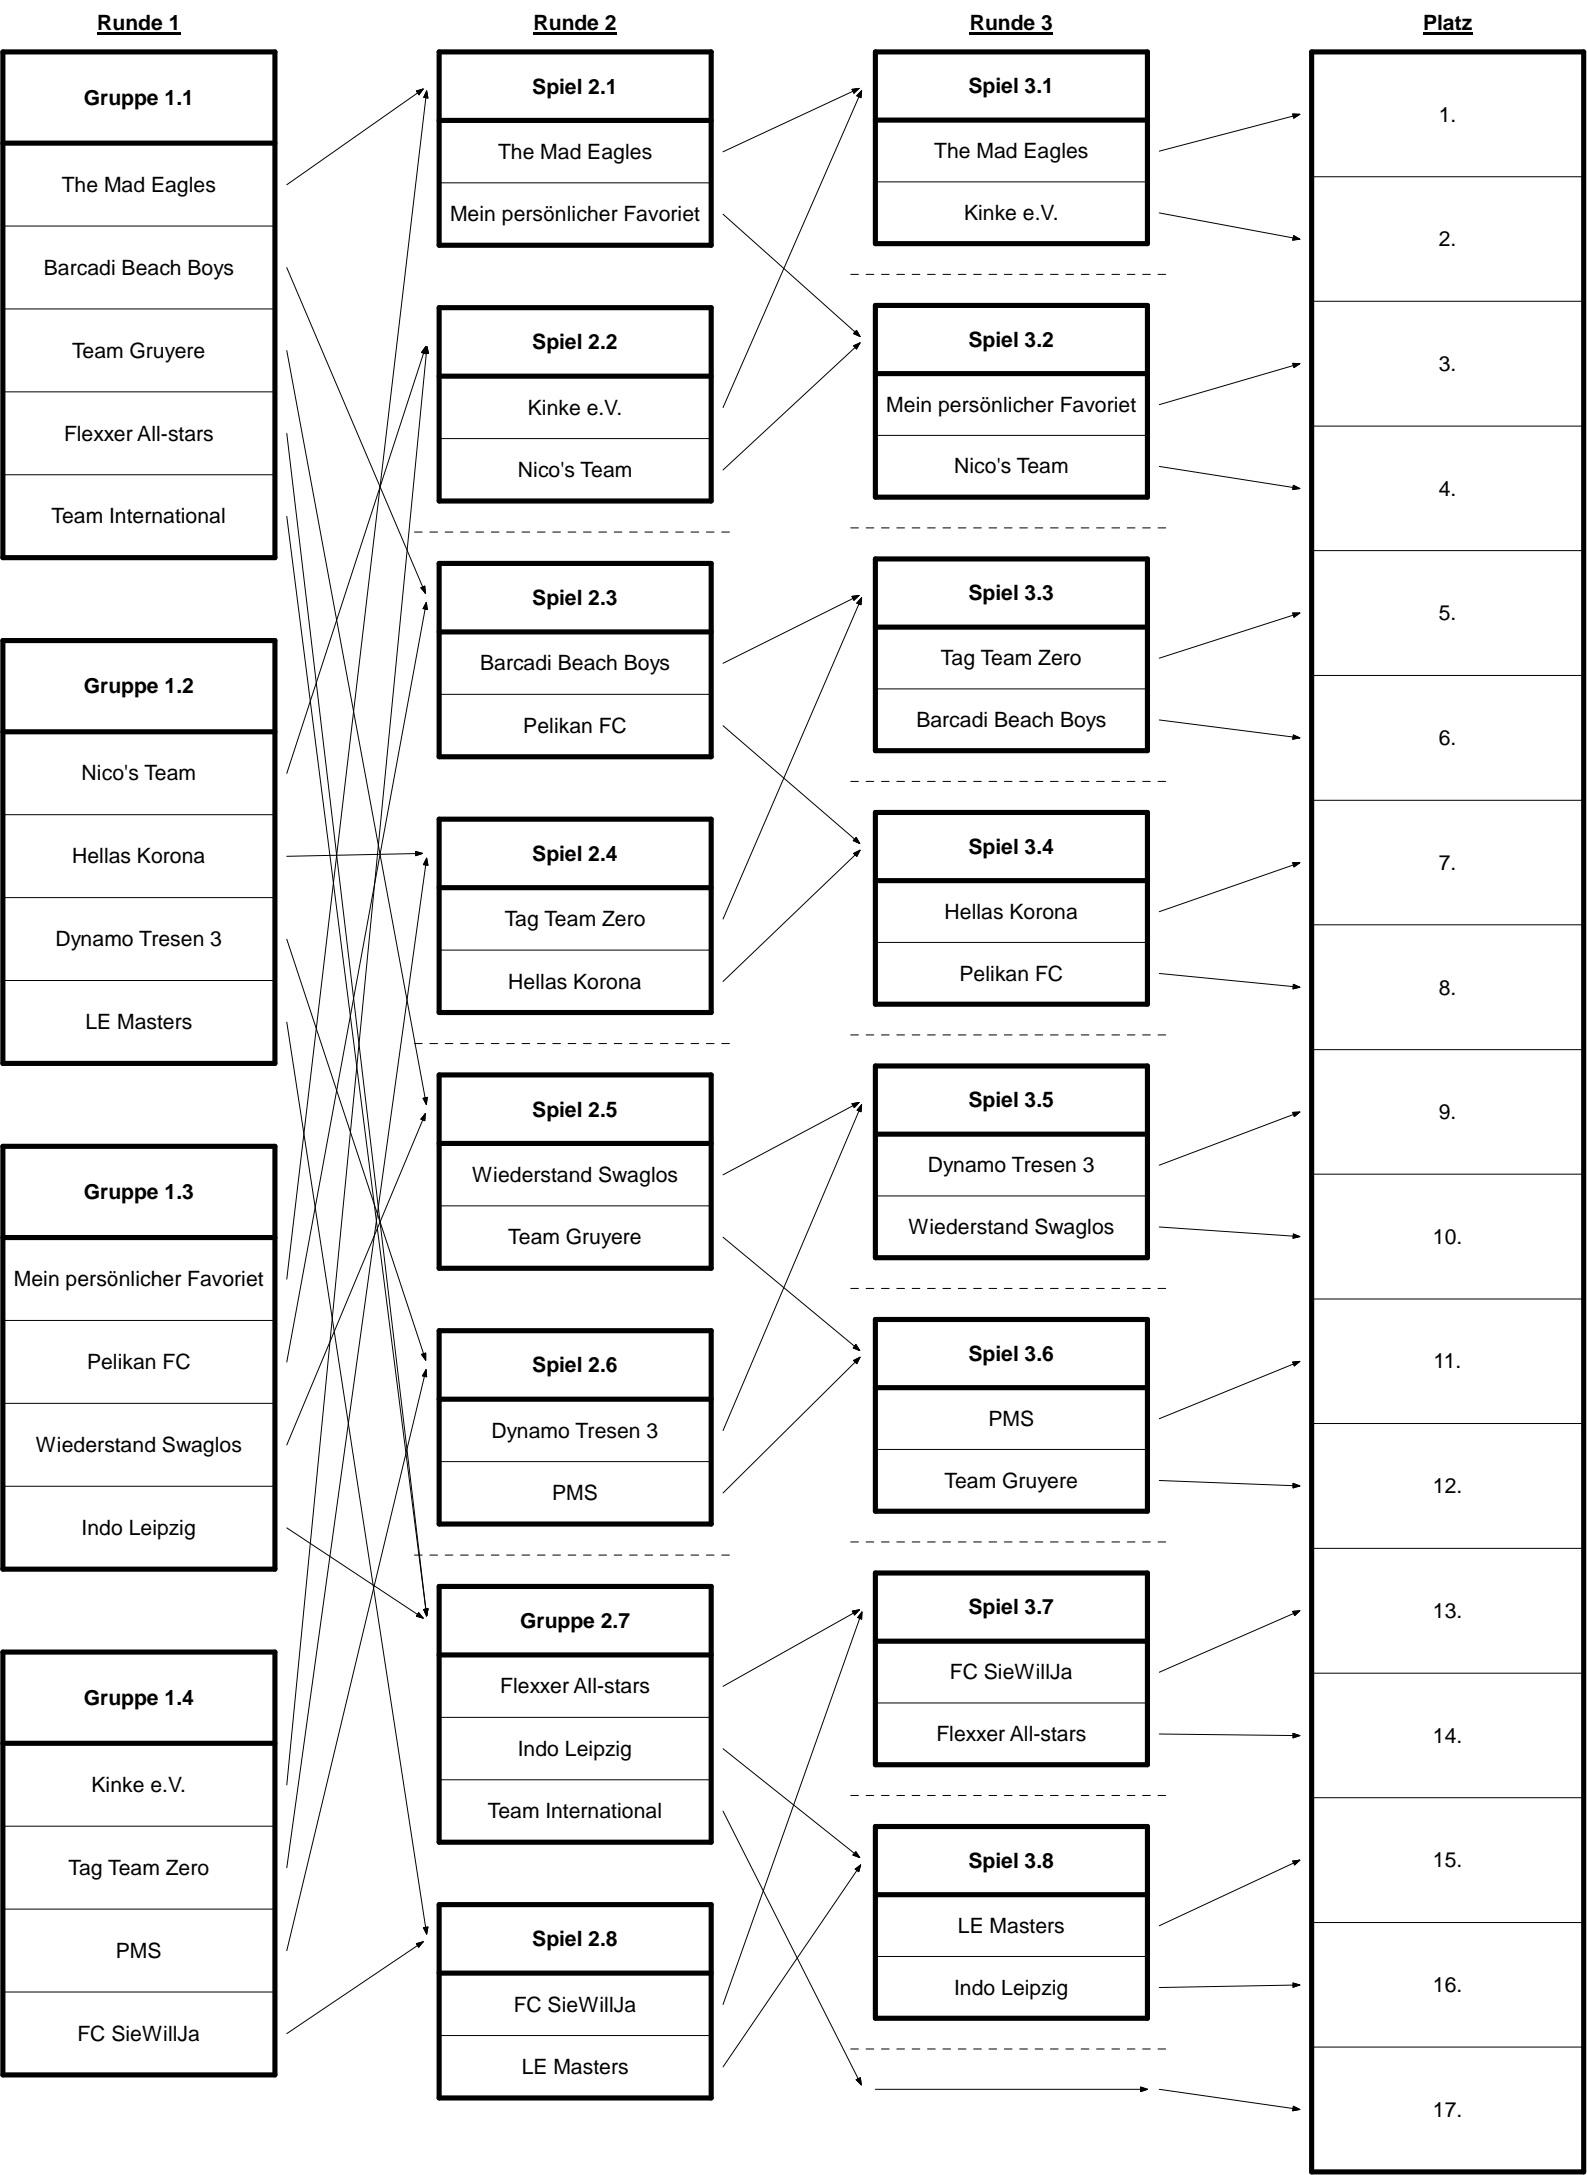 Runde 1
Gruppe 1.1
The Mad Eagles
Barcadi Beach Boys
Team Gruyere
Flexxer All-stars
Team International
Gruppe 1.2
Nico's Team
Hellas Korona
Dynamo Tresen 3
LE Masters
Gruppe 1.3
Mein persönlicher Favoriet
Pelikan FC
Wiederstand Swaglos
Indo Leipzig
Gruppe 1.4
Kinke e.V.
Tag Team Zero
PMS
FC SieWillJa
Runde 2
Spiel 2.1
The Mad Eagles
Mein persönlicher Favoriet
Spiel 2.2
Kinke e.V.
Nico's Team
Spiel 2.3
Barcadi Beach Boys
Pelikan FC
Spiel 2.4
Tag Team Zero
Hellas Korona
Spiel 2.5
Wiederstand Swaglos
Team Gruyere
Spiel 2.6
Dynamo Tresen 3
PMS
Gruppe 2.7
Flexxer All-stars
Indo Leipzig
Team International
Spiel 2.8
FC SieWillJa
LE Masters
Runde 3
Spiel 3.1
The Mad Eagles
Kinke e.V.
Spiel 3.2
Mein persönlicher Favoriet
Nico's Team
Spiel 3.3
Tag Team Zero
Barcadi Beach Boys
Spiel 3.4
Hellas Korona
Pelikan FC
Spiel 3.5
Dynamo Tresen 3
Wiederstand Swaglos
Spiel 3.6
PMS
Team Gruyere
Spiel 3.7
FC SieWillJa
Flexxer All-stars
Spiel 3.8
LE Masters
Indo Leipzig
Platz
1.
2.
3.
4.
5.
6.
7.
8.
9.
10.
11.
12.
13.
14.
15.
16.
17.